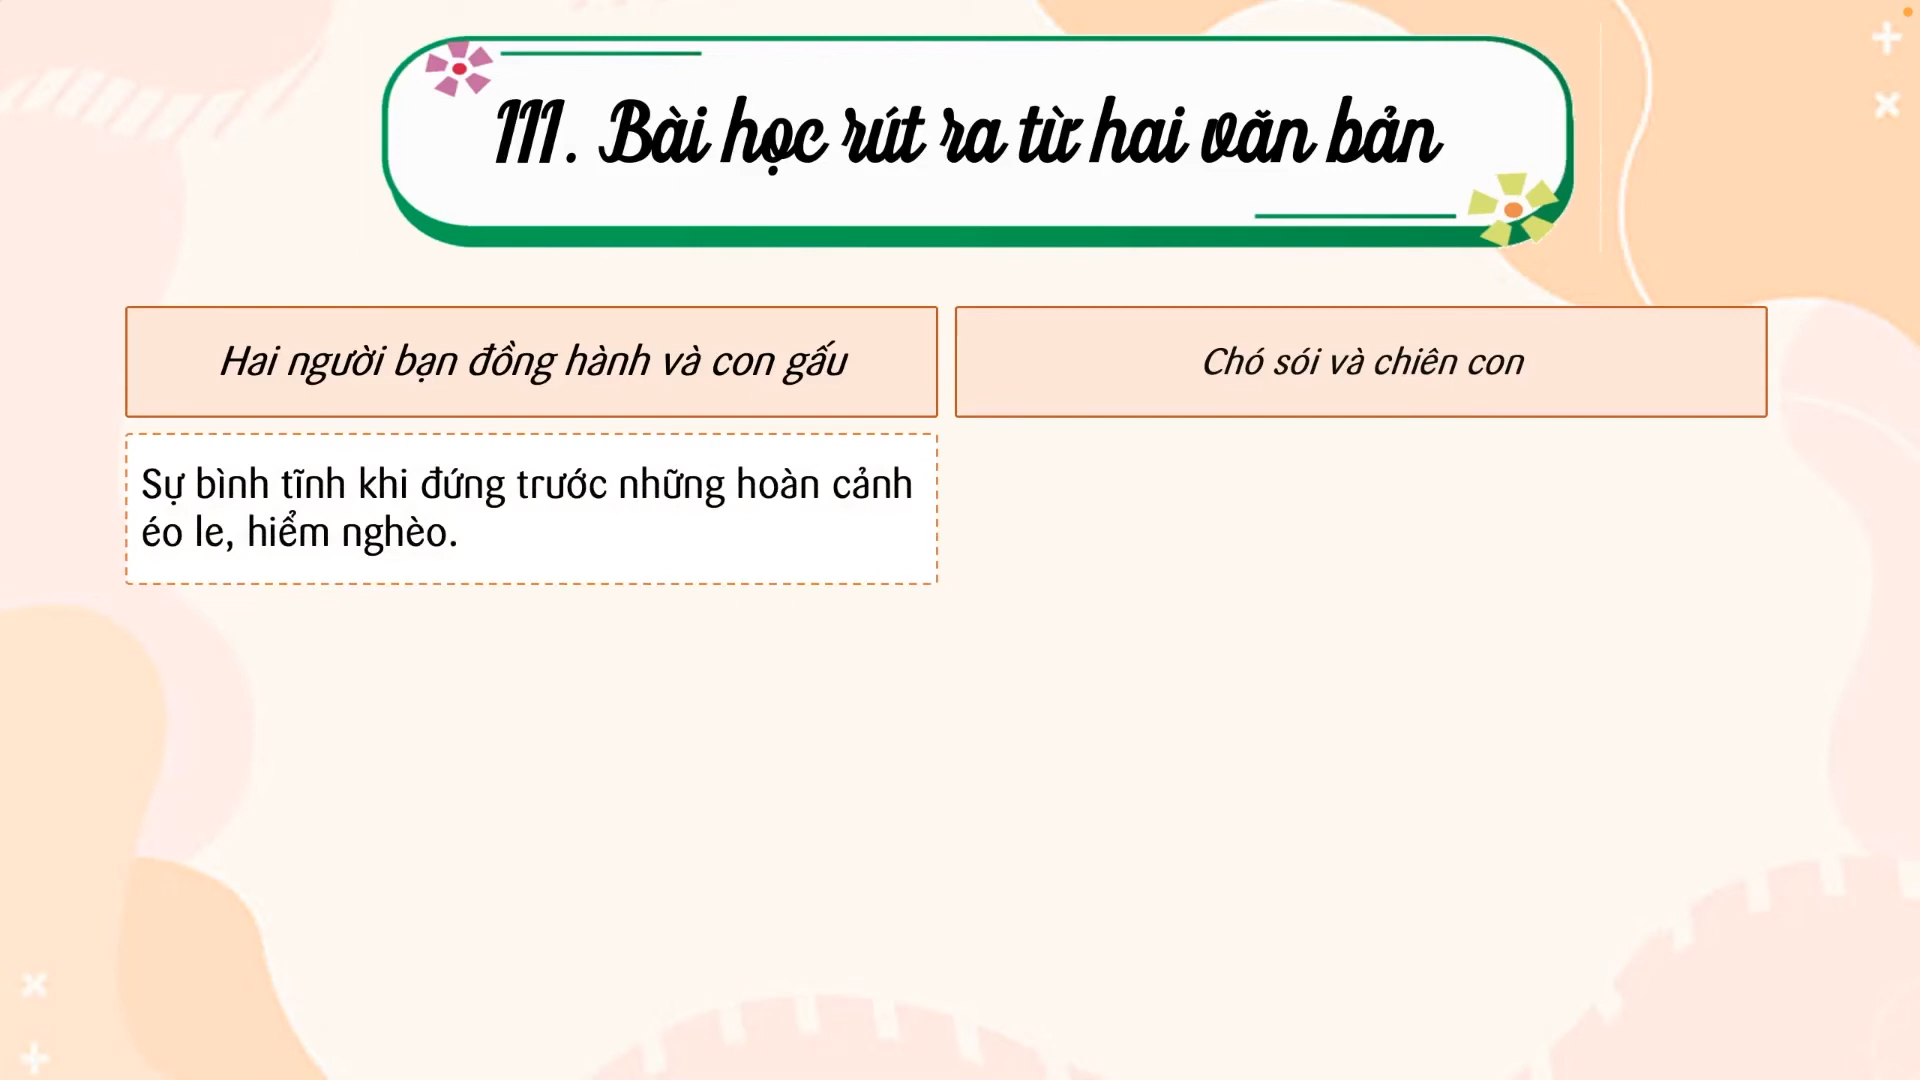 III. Bài học rút ra từ hai văn bản
Hai người bạn đồng hành và con gấu
Chó sói và chiên con
Sự bình tĩnh khi đứng trước những hoàn cảnh
éo le, hiểm nghèo.